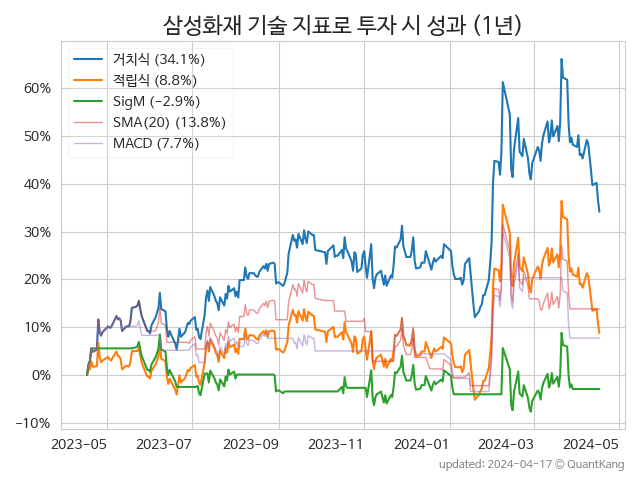 삼성화재 기술 지표로 투자 시 성과 (1년)
거치식 (34.1%)
적립식 (8.8%)
SigM (−2.9%)
SMA(20) (13.8%)
MACD (7.7%)
60%
50%
40%
30%
20%
10%
0%
−10%
2023-05
2023-07
2023-09
2023-11
2024-01
2024-03
2024-05
updated: 2024-04-17 © QuantKang